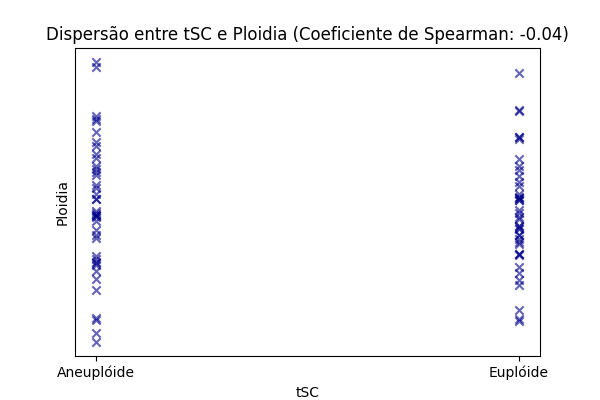 Dispersão entre tSC e Ploidia (Coeficiente de Spearman: -0.04)
Ploidia
Aneuplóide
Euplóide
tSC